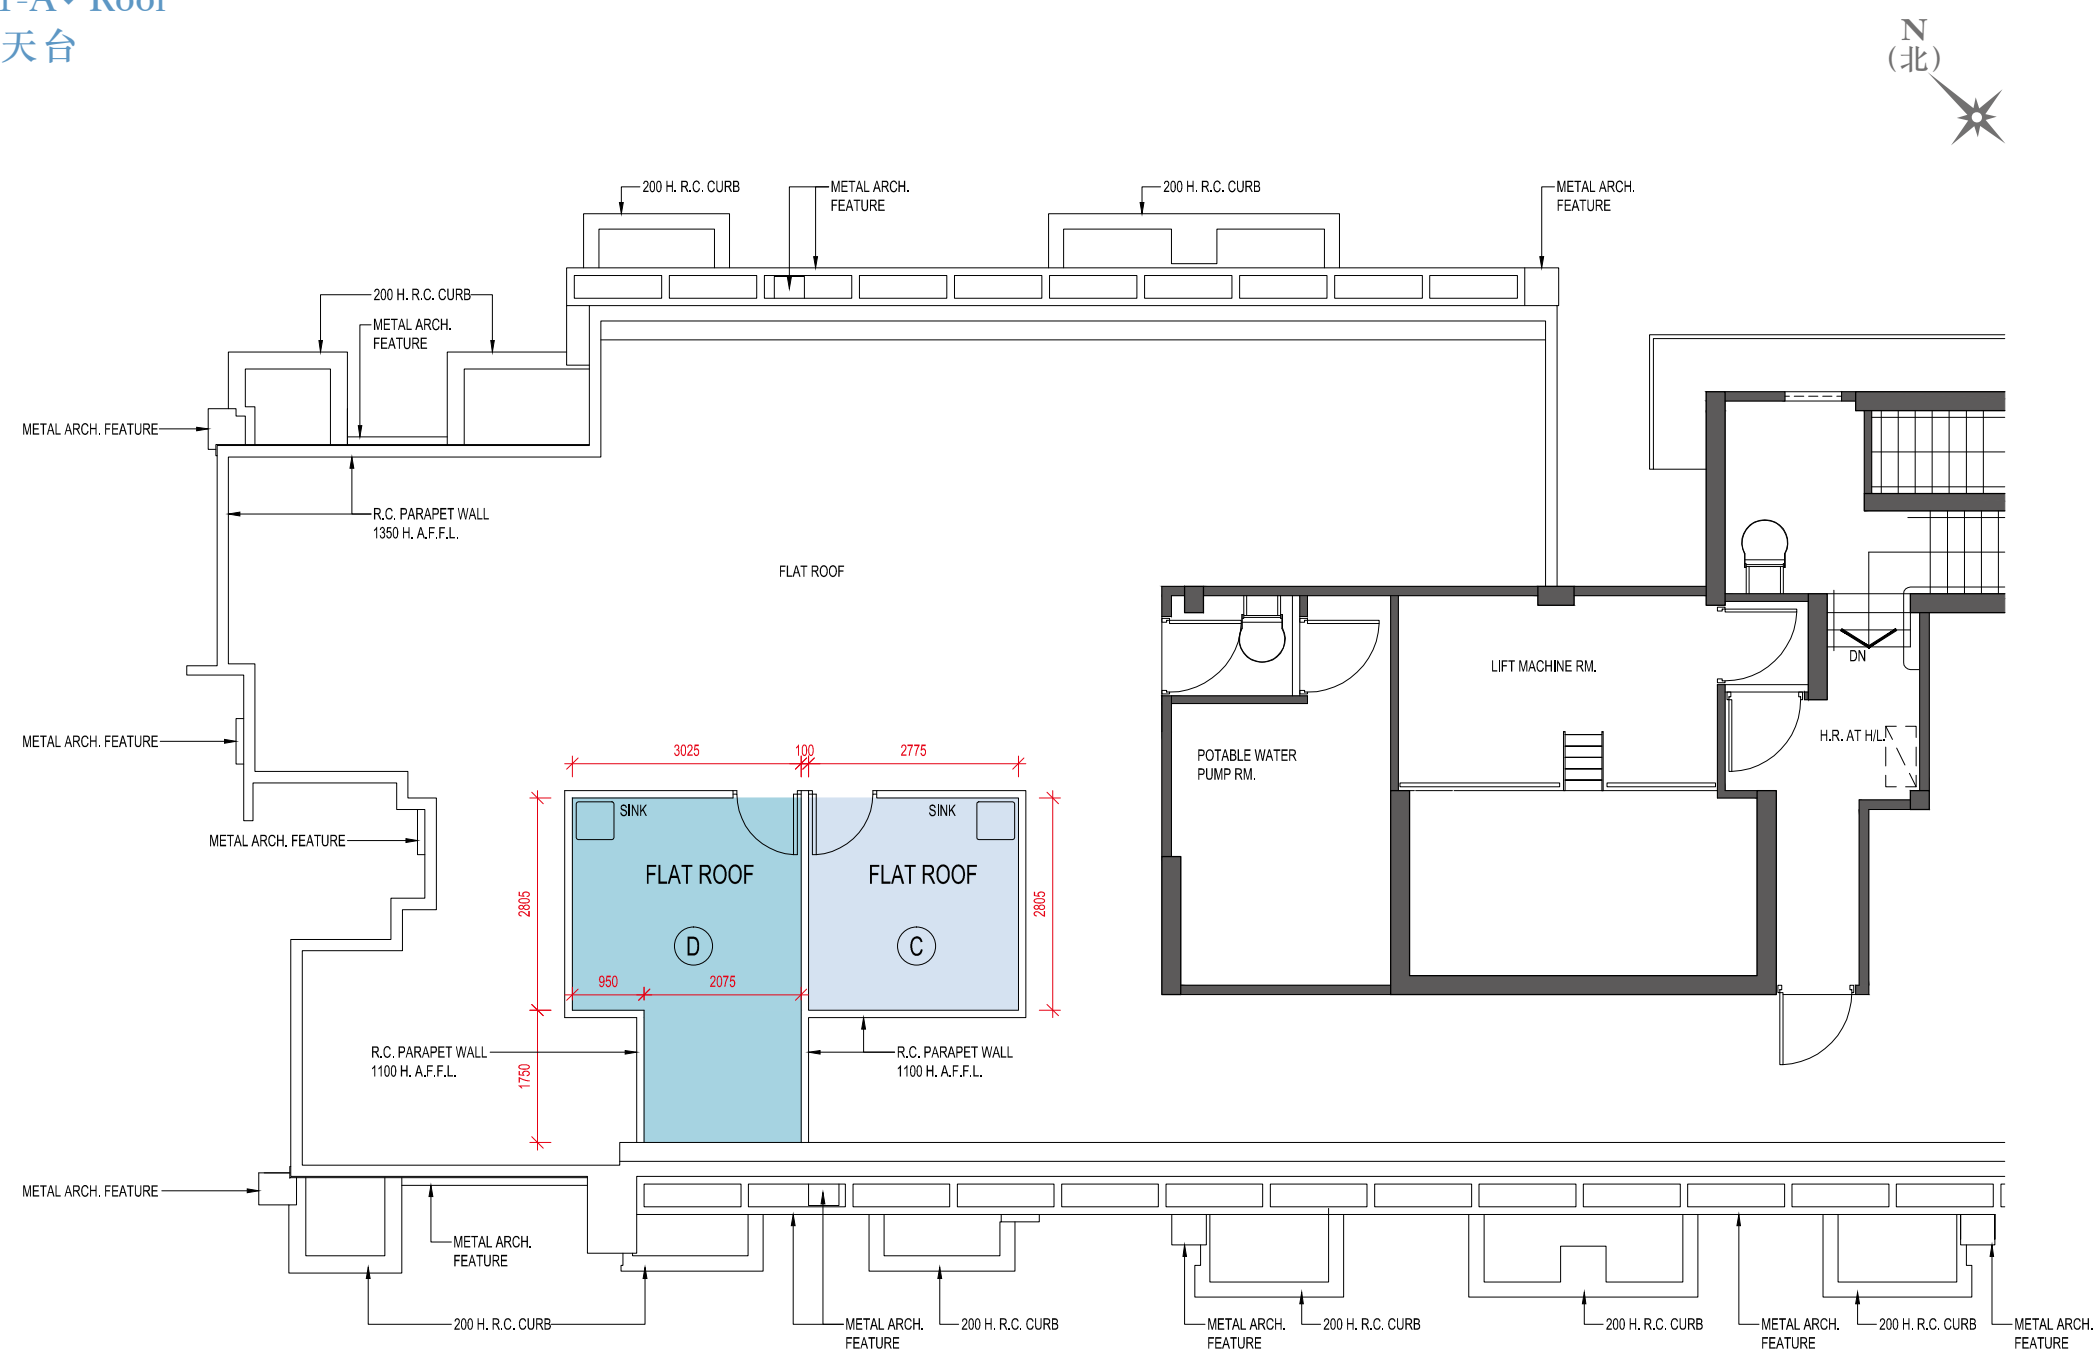 Roof
天台
N
(北)
200 H. R.C. CURB
METAL ARCH.
FEATURE
200 H. R.C. CURB
METAL ARCH.
FEATURE
200 H. R.C. CURB
METAL ARCH.
FEATURE
METAL ARCH. FEATURE
R.C. PARAPET WALL
1350 H. A.F.F.L.
FLAT ROOF
LIFT MACHINE RM.
DN
H.R. AT H/L
POTABLE WATER
PUMP RM.
METAL ARCH. FEATURE
3025
100
2775
SINK
SINK
METAL ARCH. FEATURE
FLAT ROOF
FLAT ROOF
2805
2805
D
C
950
2075
R.C. PARAPET WALL
1100 H. A.F.F.L.
1750
R.C. PARAPET WALL
1100 H. A.F.F.L.
METAL ARCH. FEATURE
METAL ARCH.
FEATURE
200 H. R.C. CURB
METAL ARCH.
FEATURE
200 H. R.C. CURB
METAL ARCH.
FEATURE
200 H. R.C. CURB
200 H. R.C. CURB
METAL ARCH.
FEATURE
200 H. R.C. CURB
METAL ARCH.
FEATURE